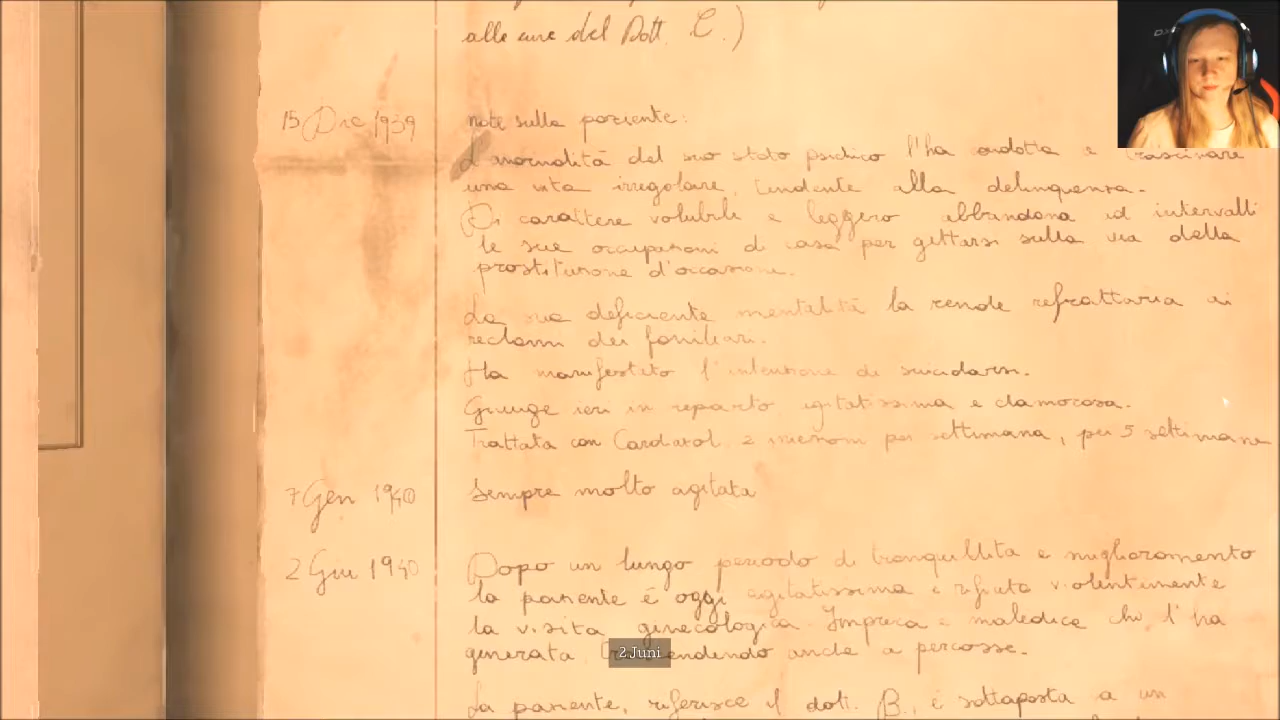 alle cure del Dott. C.)
15 Dic 1939
note sulla paziente:
L'anormalità del suo stato psichico l'ha indotta a trascinare
una vita irregolare, tendente alla delinquenza.
Di carattere volubile e leggero abbandona ad intervalli
le sue occupazioni di casa per gettarsi sulla via della
prostituzione d'occasione.
La sua deficiente mentalità la rende refrattaria ai
reclami dei familiari.
Ha manifestato l'intenzione di suicidarsi.
Giunge ieri in reparto, agitatissima e clamorosa.
Trattata con Cardiazol 2 iniezioni per settimana, per 5 settimane
7 Gen 1940
Sempre molto agitata
2 Giu 1940
Dopo un lungo periodo di tranquillità e miglioramento
la paziente è oggi agitatissima e rifiuta violentemente
la visita ginecologica. Impreca e maledice chi l'ha
generata endendo anche a percosse.
2 Juni
La paziente, riferisce il dott. B., è sottoposta a un